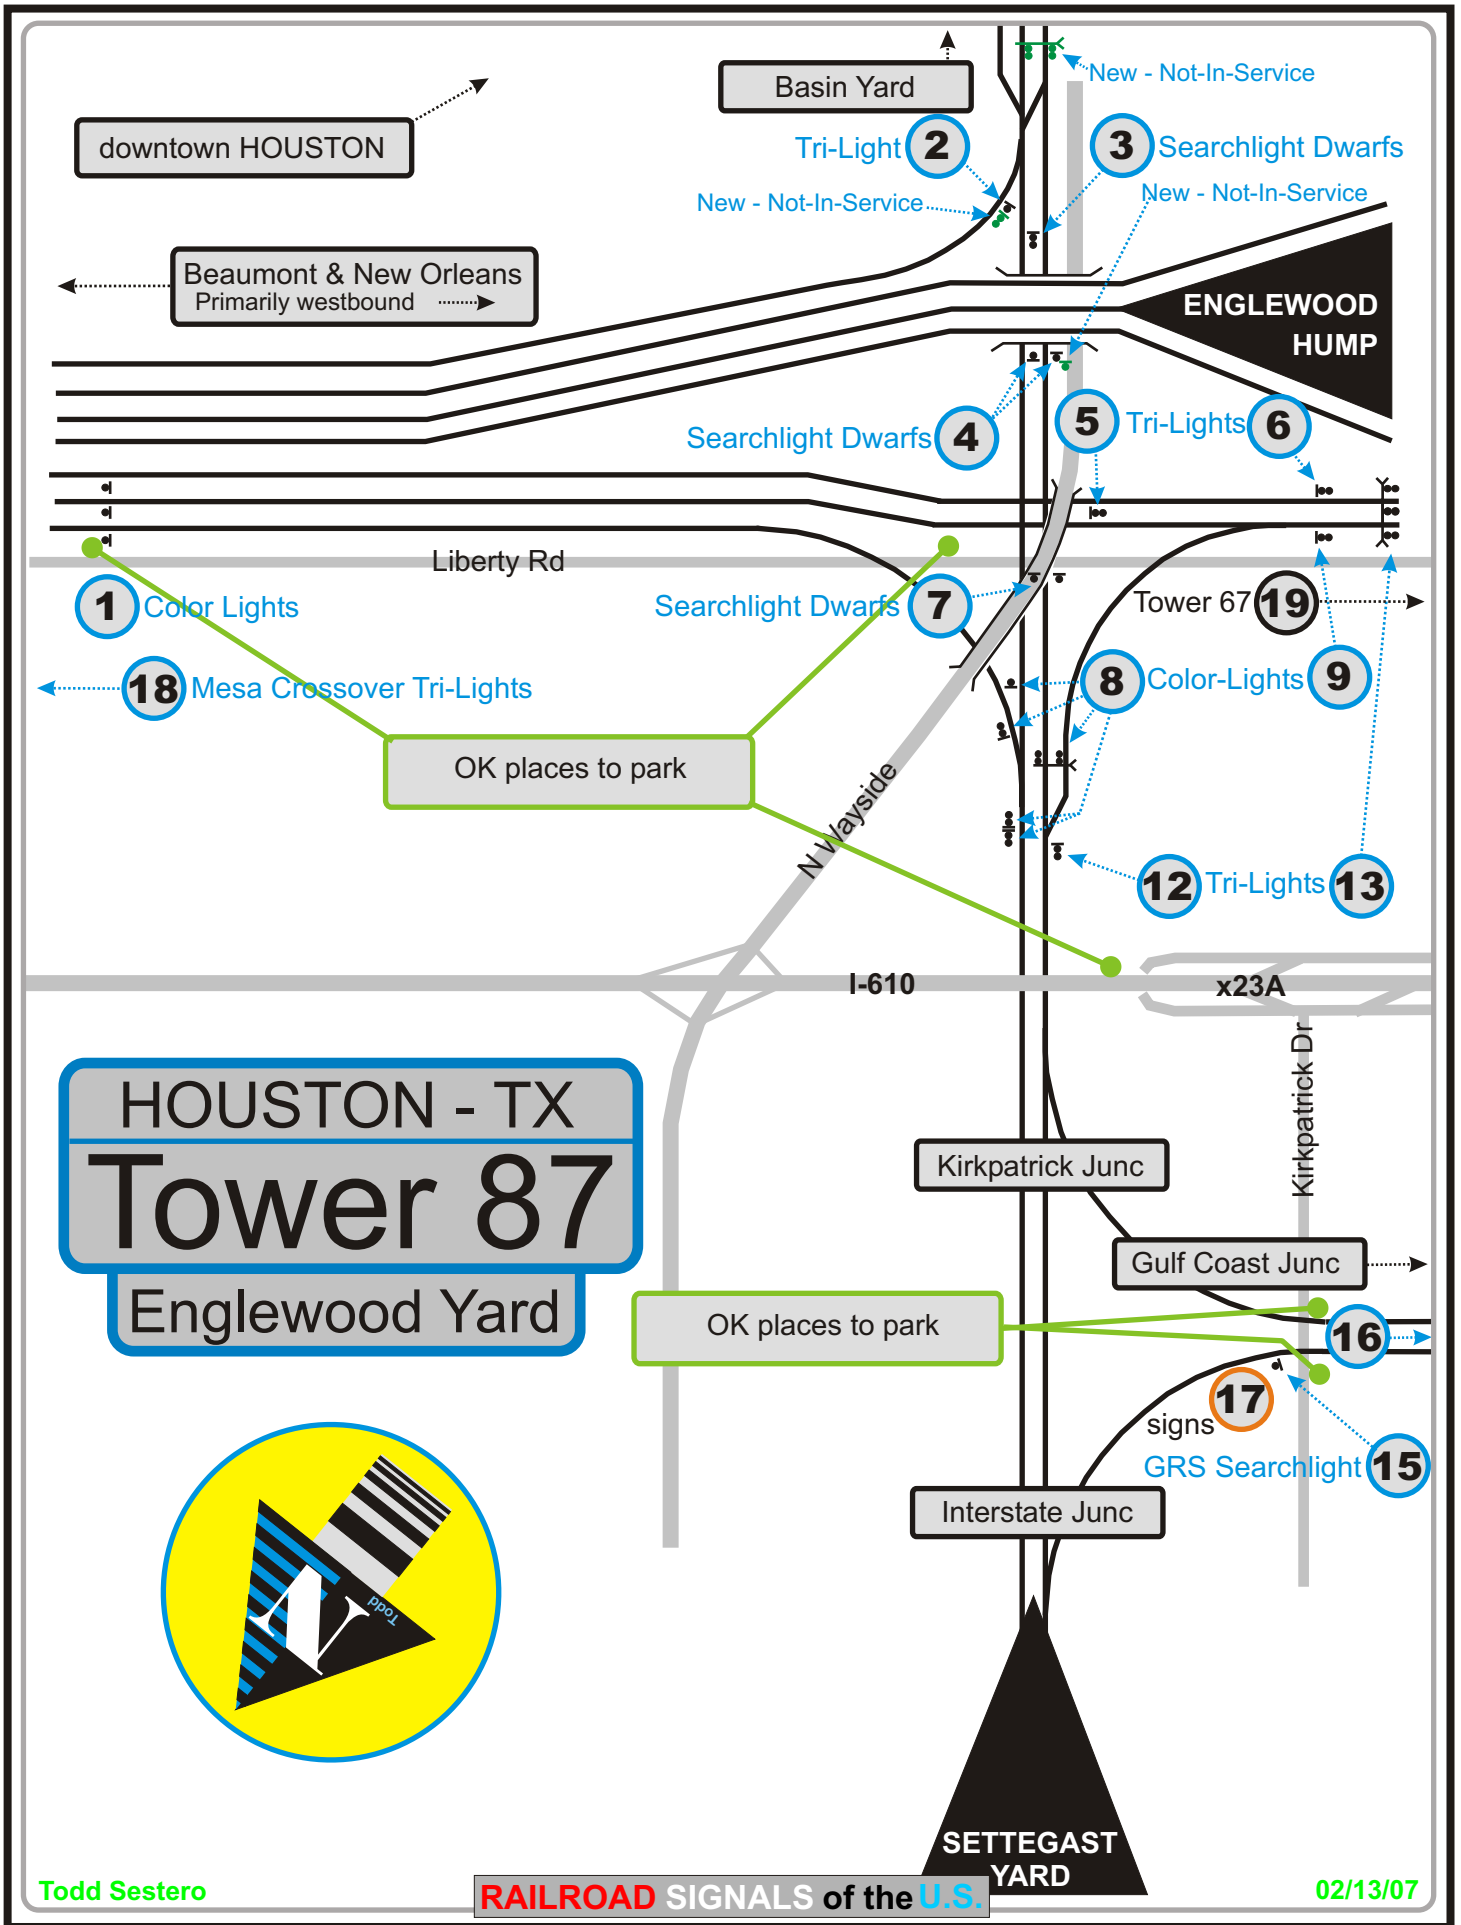 New - Not-In-Service
Basin Yard
downtown HOUSTON
Tri-Light 2
3 Searchlight Dwarfs
New - Not-In-Service
New - Not-In-Service
Beaumont & New Orleans
Primarily westbound
ENGLEWOOD
HUMP
Searchlight Dwarfs 4
5 Tri-Lights 6
Liberty Rd
1 Color Lights
Searchlight Dwarfs 7
Tower 67 19
18 Mesa Crossover Tri-Lights
8 Color-Lights 9
OK places to park
N Wayside
12 Tri-Lights 13
I-610
x23A
Kirkpatrick Dr
HOUSTON - TX
Tower 87
Englewood Yard
Kirkpatrick Junc
Gulf Coast Junc
OK places to park
16
17
signs
GRS Searchlight 15
Interstate Junc
N
Todd
SETTEGAST
YARD
Todd Sestero
RAILROAD SIGNALS of the U.S.
02/13/07